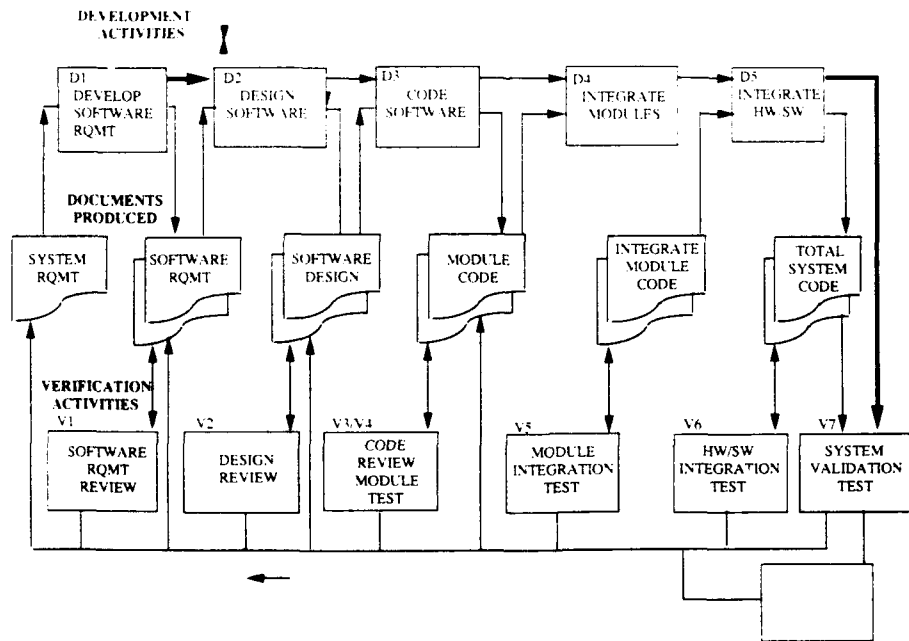 DEVELOPMENT
ACTIVITIES
D1
DEVELOP
SOFTWARE
RQMT
D2
DESIGN
SOFTWARE
D3
CODE
SOFTWARE
D4
INTEGRATE
MODULES
D5
INTEGRATE
HW/SW
DOCUMENTS
PRODUCED
SYSTEM
RQMT
SOFTWARE
RQMT
SOFTWARE
DESIGN
MODULE
CODE
INTEGRATE
MODULE
CODE
TOTAL
SYSTEM
CODE
VERIFICATION
ACTIVITIES
V1
SOFTWARE
RQMT
REVIEW
V2
DESIGN
REVIEW
V3/V4
CODE
REVIEW
MODULE
TEST
V5
MODULE
INTEGRATION
TEST
V6
HW/SW
INTEGRATION
TEST
V7
SYSTEM
VALIDATION
TEST